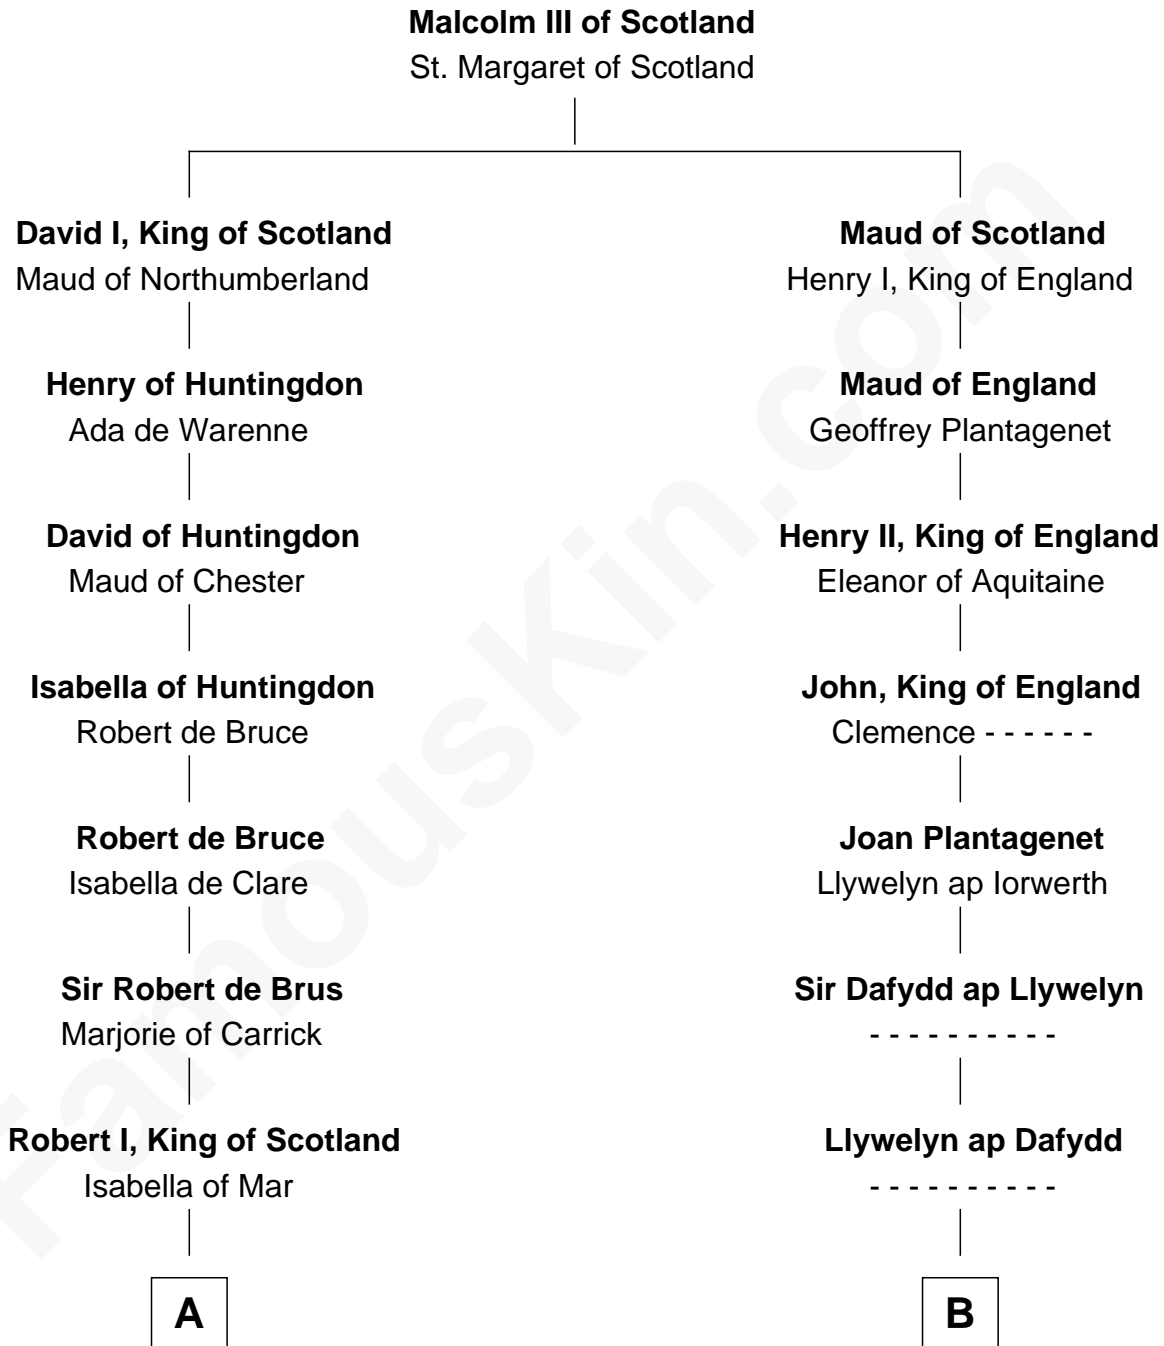 Malcolm III of Scotland
St. Margaret of Scotland
David I, King of Scotland
Maud of Northumberland
Maud of Scotland
Henry I, King of England
Henry of Huntingdon
Ada de Warenne
Maud of England
Geoffrey Plantagenet
David of Huntingdon
Maud of Chester
Henry II, King of England
Eleanor of Aquitaine
Isabella of Huntingdon
Robert de Bruce
John, King of England
Clemence - - - - - -
Robert de Bruce
Isabella de Clare
Joan Plantagenet
Llywelyn ap Iorwerth
Sir Robert de Brus
Marjorie of Carrick
Sir Dafydd ap Llywelyn
- - - - - - - - - -
Robert I, King of Scotland
Isabella of Mar
Llywelyn ap Dafydd
- - - - - - - - - -
A
B
FamousKin.com